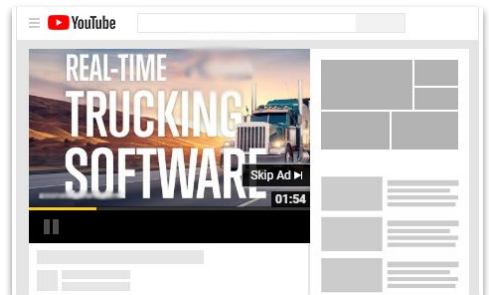 YouTube
REAL-TIME
TRUCKING
SOFTWARE
Skip Ad
01:54